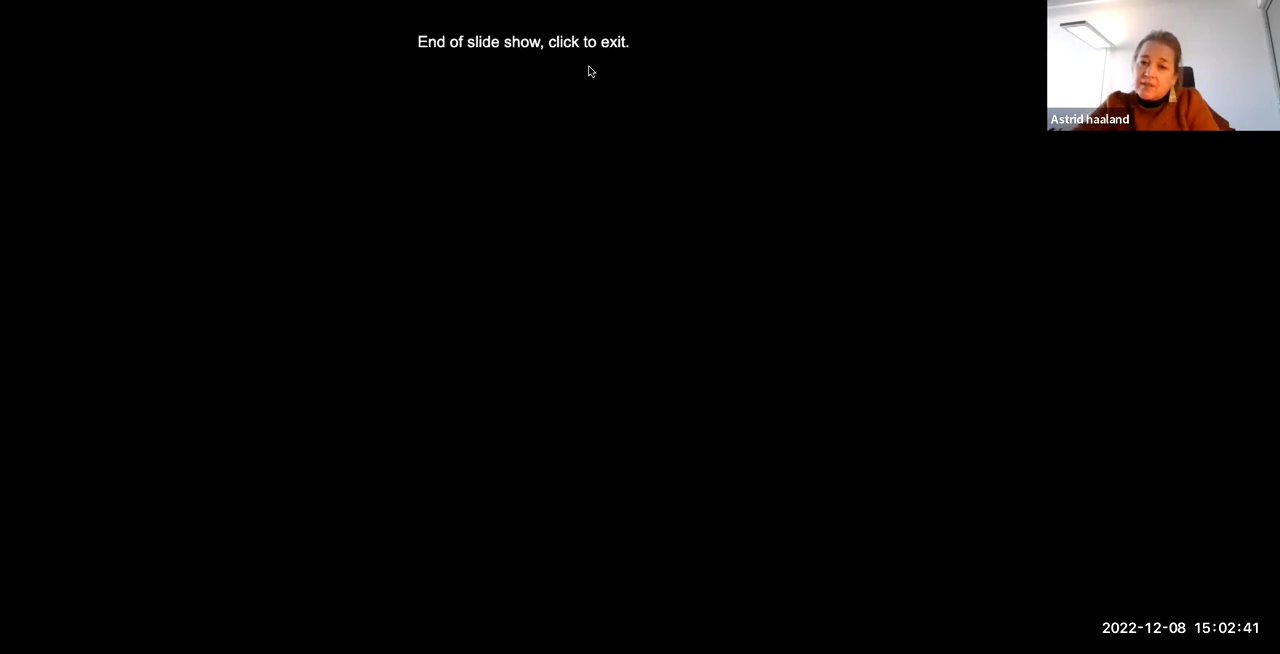 End of slide show, click to exit.
Astrid haaland
2022-12-08 15:02:41